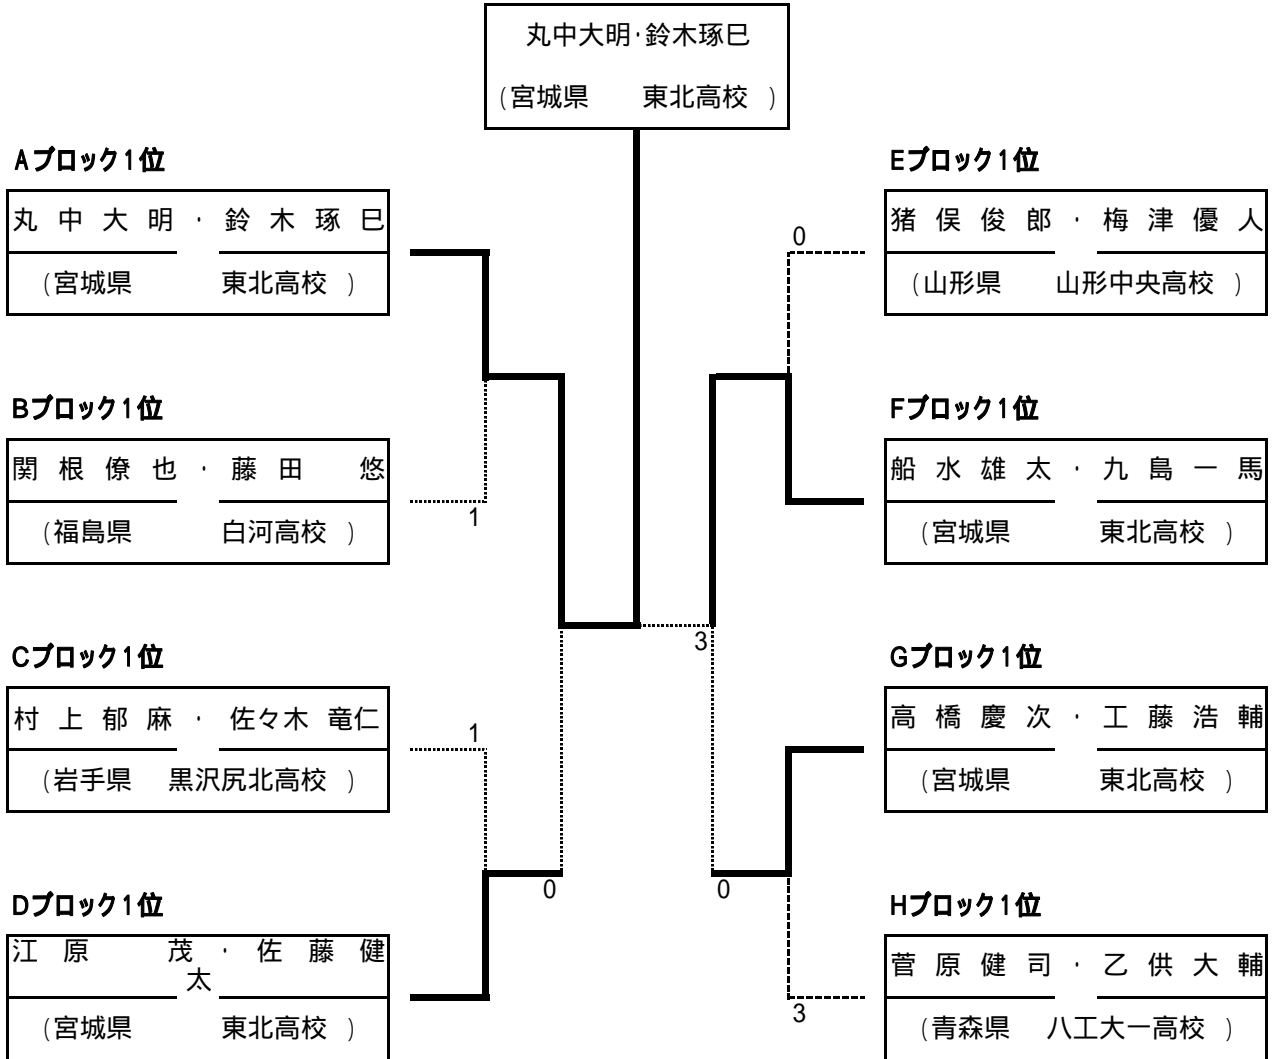 丸中大明・鈴木琢巳
(宮城県 東北高校 )
Aブロック1位
丸 中 大 明 ・ 鈴 木 琢 巳
(宮城県 東北高校 )
Bブロック1位
関 根 僚 也 ・ 藤 田 悠
(福島県 白河高校 )
1
Cブロック1位
村 上 郁 麻 ・ 佐々木 竜仁
(岩手県 黒沢尻北高校 )
1
Dブロック1位
江 原 茂 ・ 佐 藤 健
太
(宮城県 東北高校 )
0
3
Eブロック1位
猪 俣 俊 郎 ・ 梅 津 優 人
(山形県 山形中央高校 )
0
Fブロック1位
船 水 雄 太 ・ 九 島 一 馬
(宮城県 東北高校 )
Gブロック1位
高 橋 慶 次 ・ 工 藤 浩 輔
(宮城県 東北高校 )
0
Hブロック1位
菅 原 健 司 ・ 乙 供 大 輔
(青森県 八工大一高校 )
3